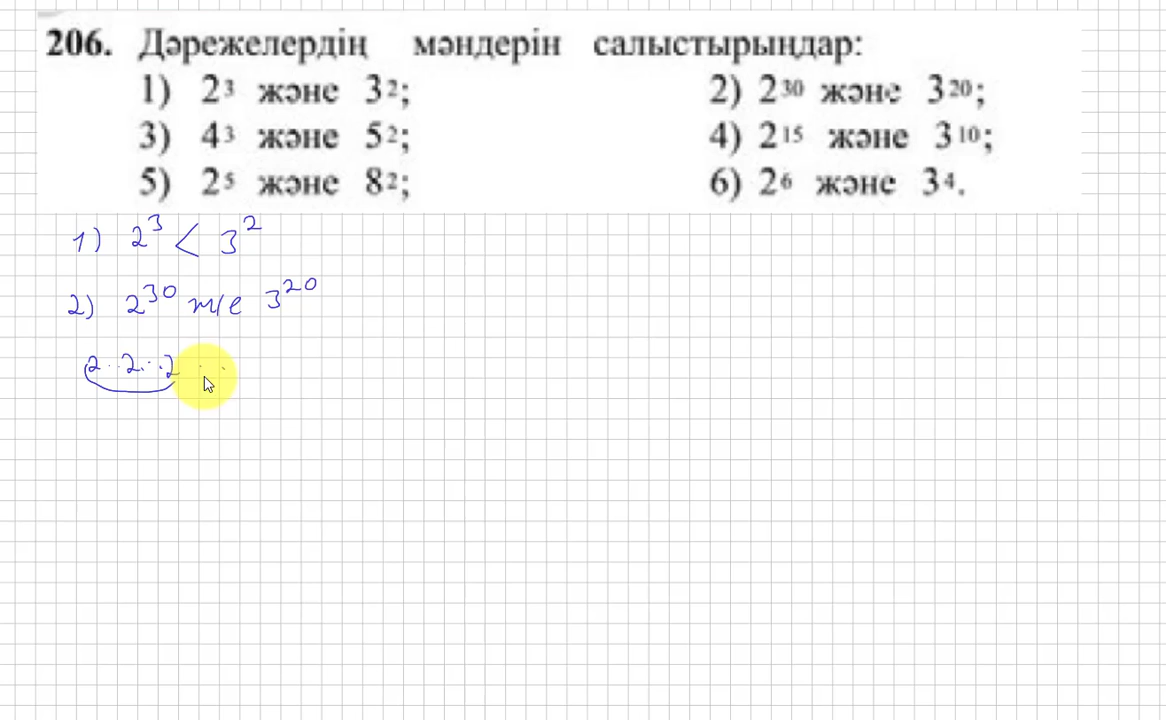 206. Дәрежелердің мәндерін салыстырыңдар:
1) 2³ және 3²; 2) 2³⁰ және 3²⁰;
3) 4³ және 5²; 4) 2¹⁵ және 3¹⁰;
5) 2⁵ және 8²; 6) 2⁶ және 3⁴.
1) 2³ < 3²
2) 2³⁰ ж/е 3²⁰
2 · 2 ... 2 ...